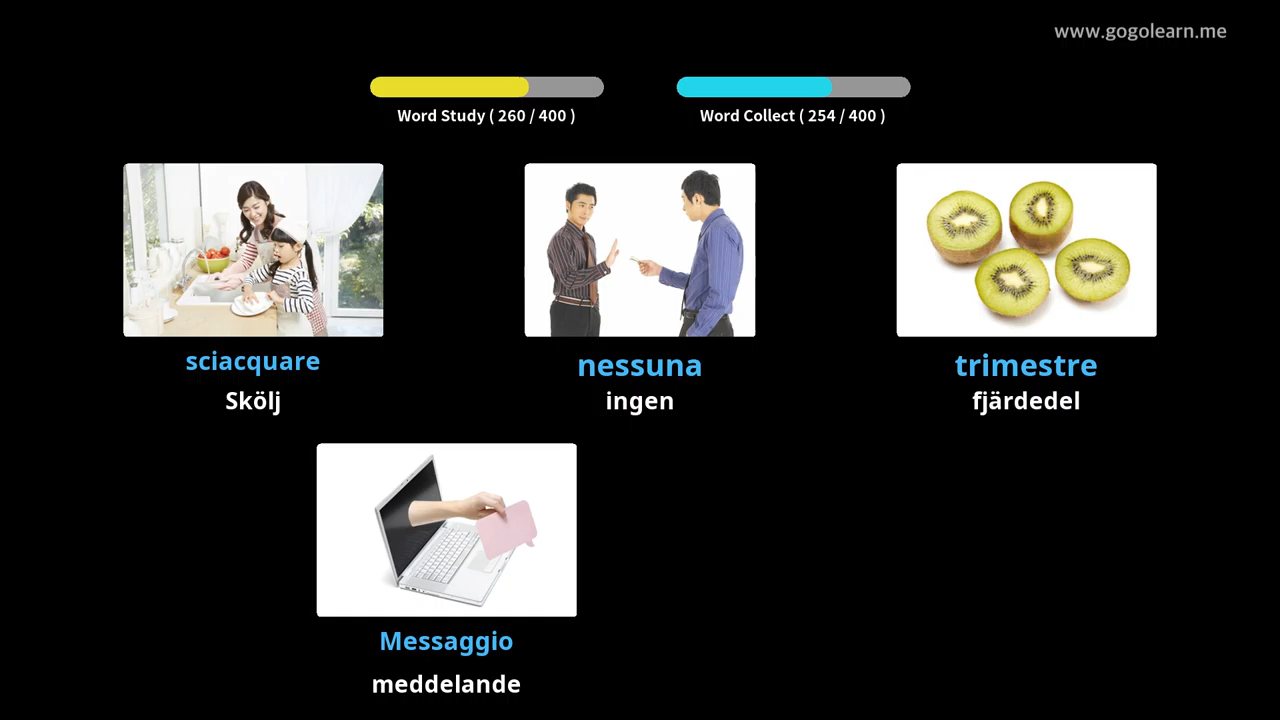 www.gogolearn.me
Word Study ( 260 / 400 )
Word Collect ( 254 / 400 )
sciacquare
Skölj
nessuna
ingen
trimestre
fjärdedel
Messaggio
meddelande